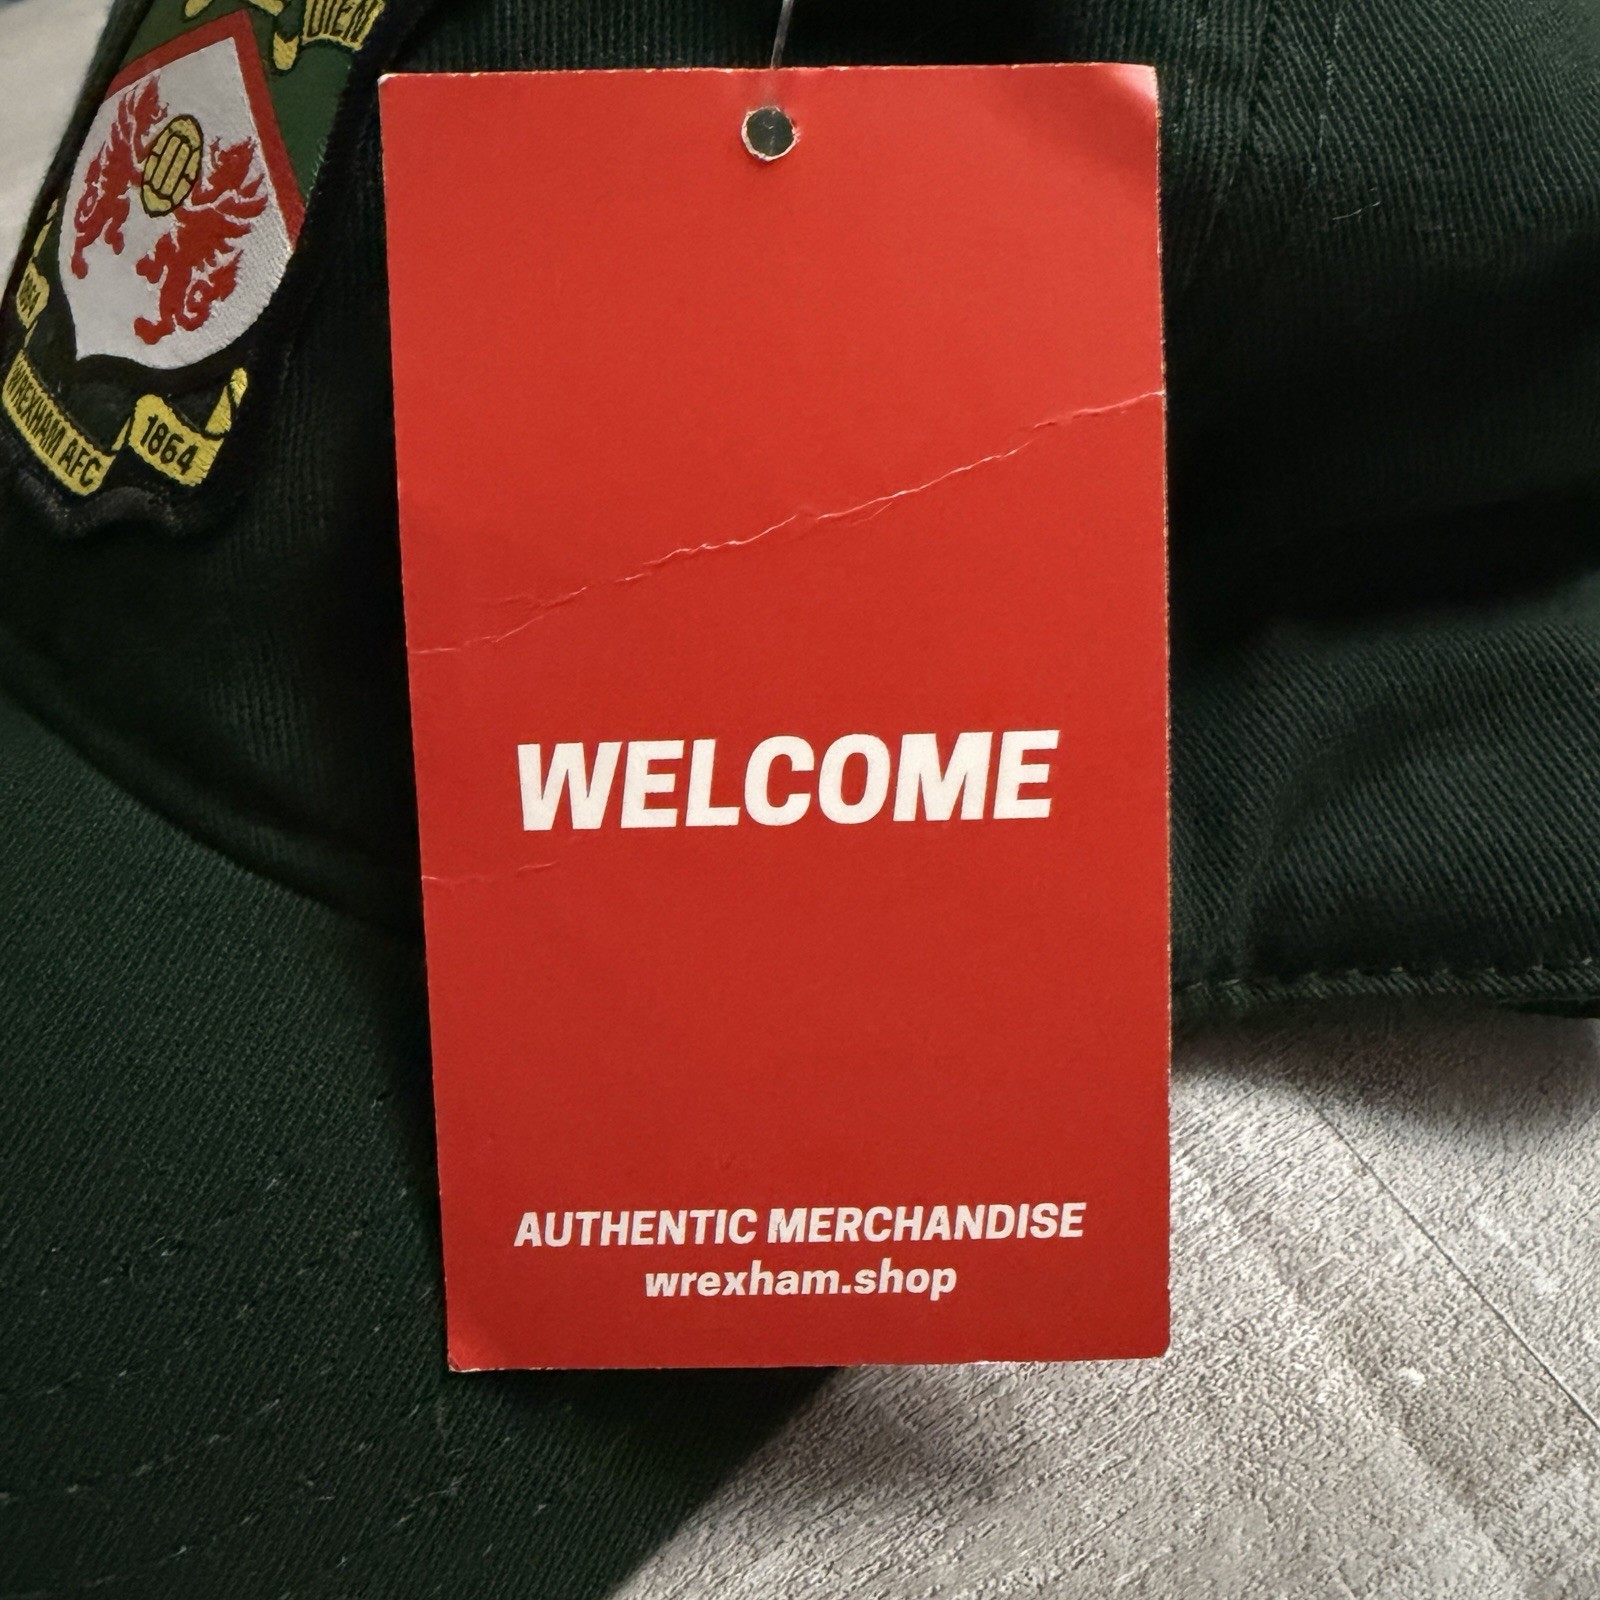 1864
WREXHAM AFC
1864
WELCOME
AUTHENTIC MERCHANDISE
wrexham.shop